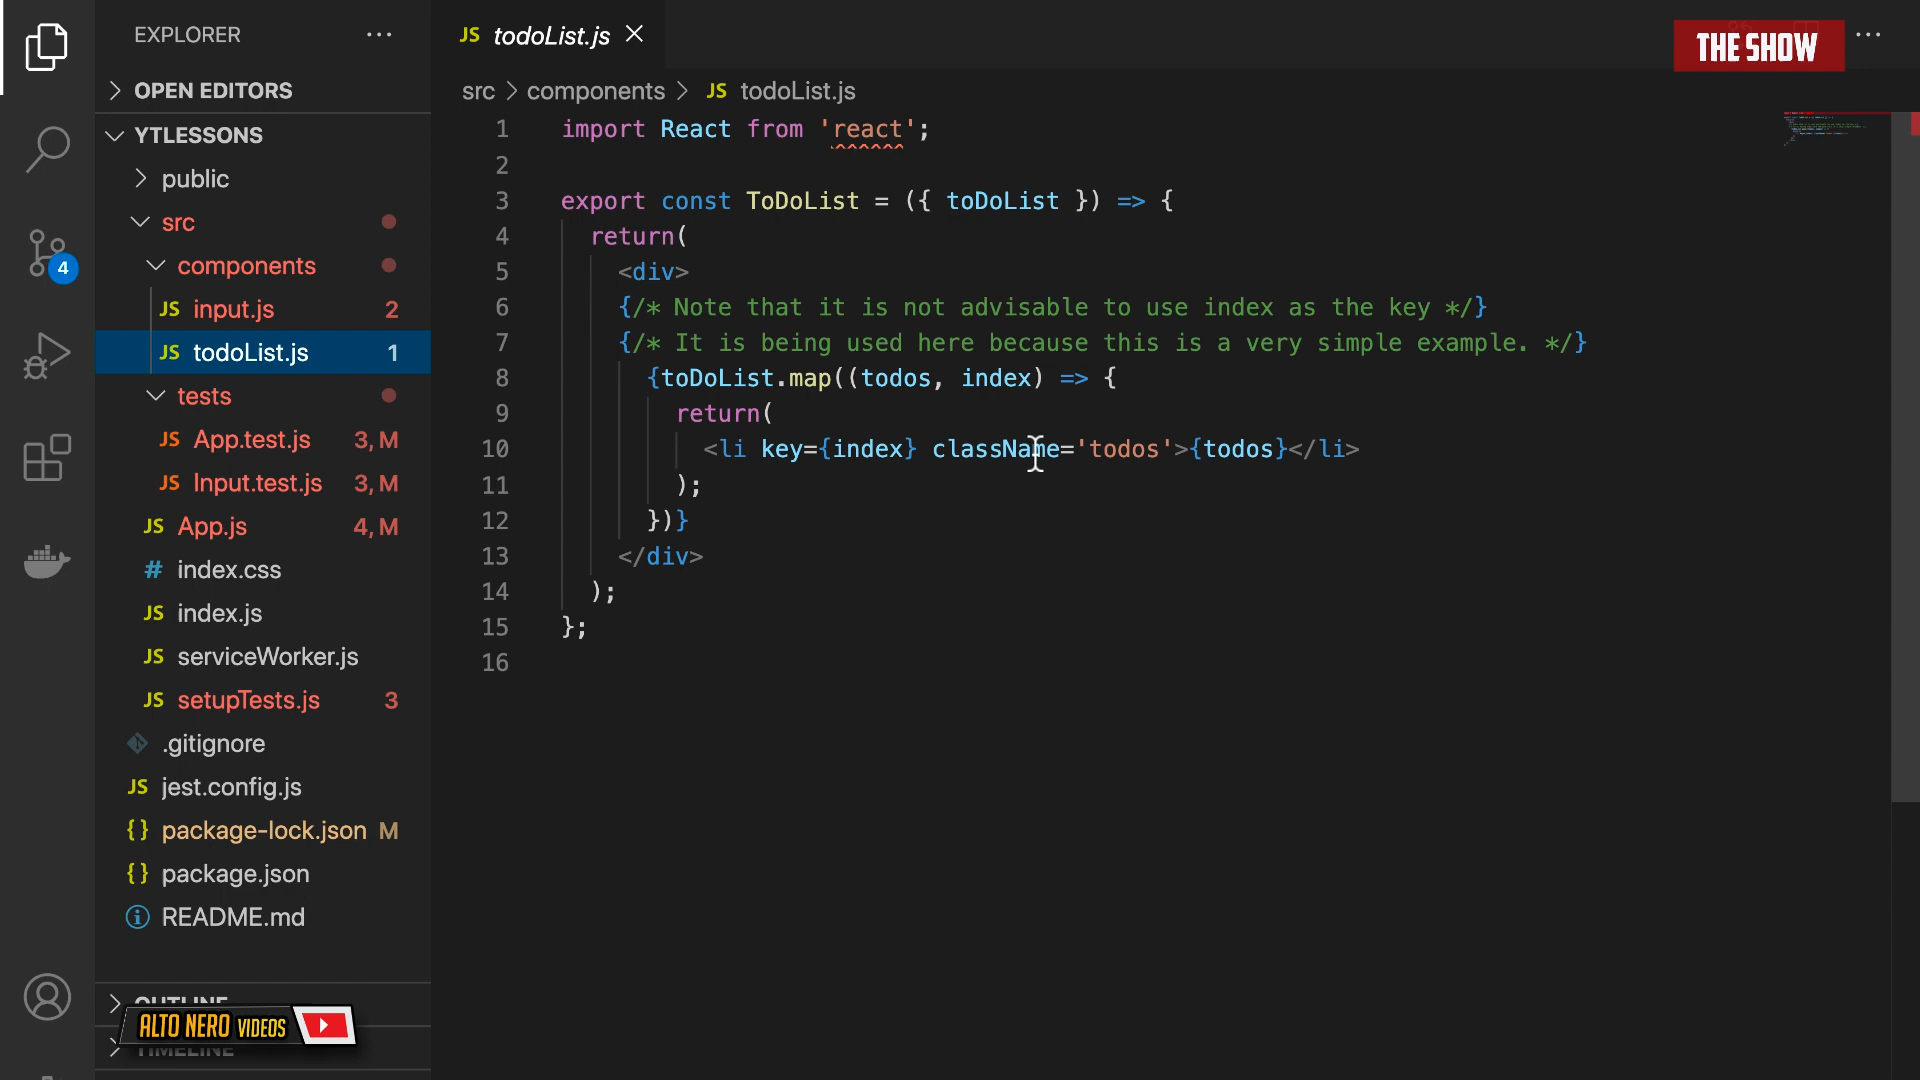 EXPLORER
OPEN EDITORS
YTLESSONS
public
src
components
JS input.js 2
JS todoList.js 1
tests
JS App.test.js 3, M
JS Input.test.js 3, M
JS App.js 4, M
# index.css
JS index.js
JS serviceWorker.js
JS setupTests.js 3
.gitignore
JS jest.config.js
{} package-lock.json M
{} package.json
README.md
OUTLINE
TIMELINE
4
ALTO NERO VIDEOS
JS todoList.js
THE SHOW
src > components > JS todoList.js
1 import React from 'react';
2
3 export const ToDoList = ({ toDoList }) => {
4 return(
5 <div>
6 {/* Note that it is not advisable to use index as the key */}
7 {/* It is being used here because this is a very simple example. */}
8 {toDoList.map((todos, index) => {
9 return(
10 <li key={index} className='todos'>{todos}</li>
11 );
12 })}
13 </div>
14 );
15 };
16